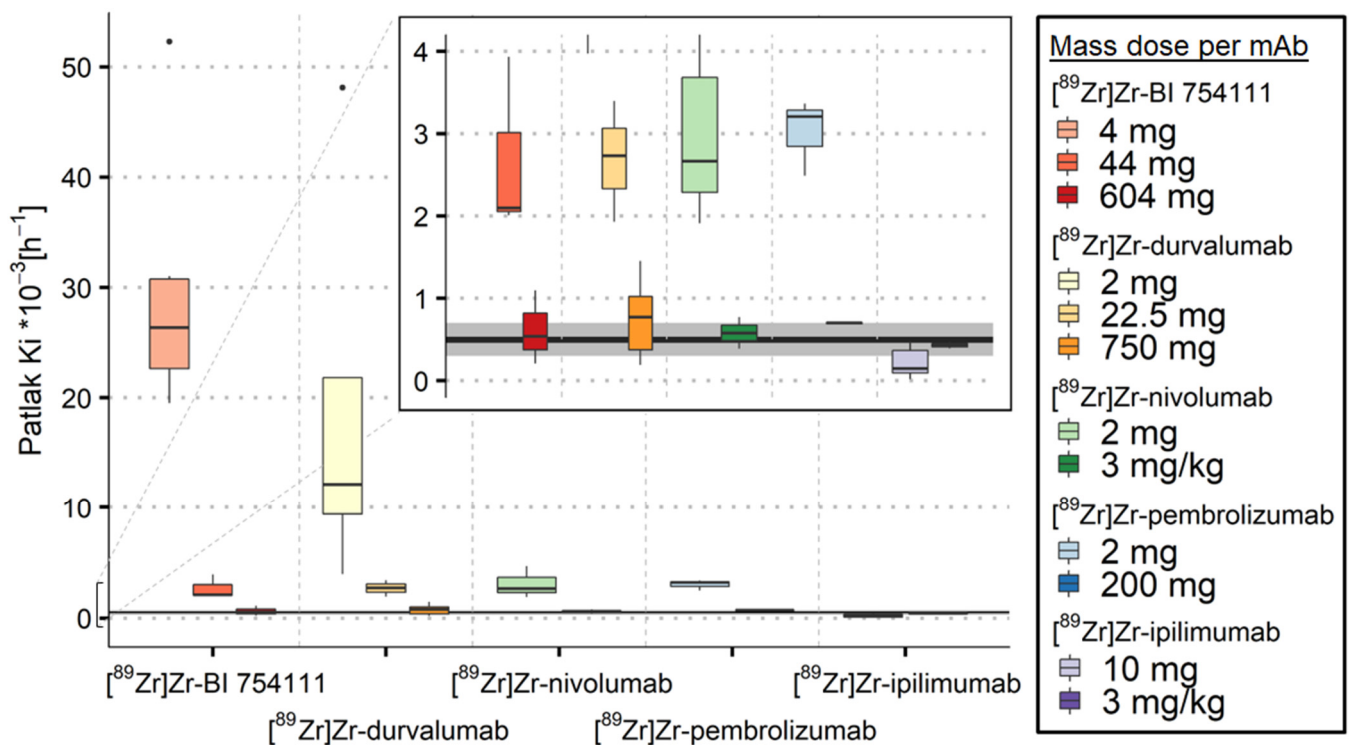 Patlak Ki *10⁻³[h⁻¹]
50
40
30
20
10
0
4
3
2
1
0
[⁸⁹Zr]Zr-BI 754111
[⁸⁹Zr]Zr-durvalumab
[⁸⁹Zr]Zr-nivolumab
[⁸⁹Zr]Zr-pembrolizumab
[⁸⁹Zr]Zr-ipilimumab
Mass dose per mAb
[⁸⁹Zr]Zr-BI 754111
4 mg
44 mg
604 mg
[⁸⁹Zr]Zr-durvalumab
2 mg
22.5 mg
750 mg
[⁸⁹Zr]Zr-nivolumab
2 mg
3 mg/kg
[⁸⁹Zr]Zr-pembrolizumab
2 mg
200 mg
[⁸⁹Zr]Zr-ipilimumab
10 mg
3 mg/kg